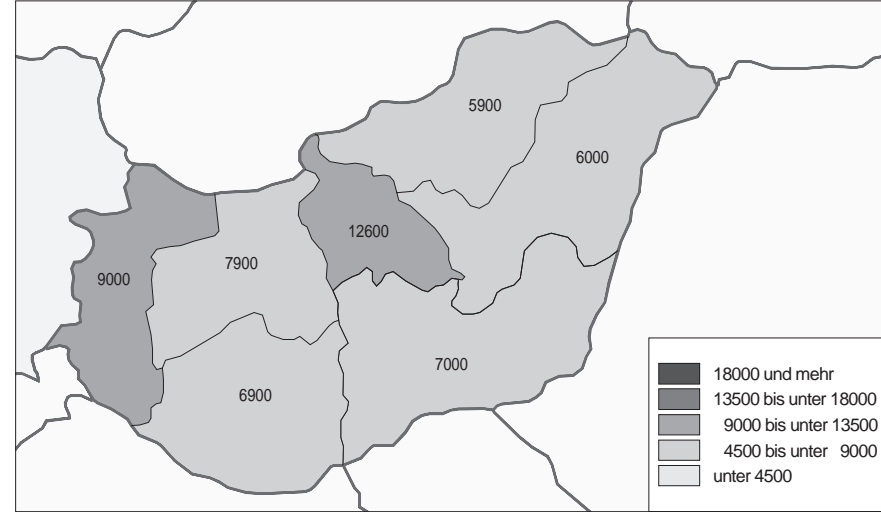 5900
6000
12600
7900
9000
7000
6900
18000 und mehr
13500 bis unter 18000
9000 bis unter 13500
4500 bis unter 9000
unter 4500